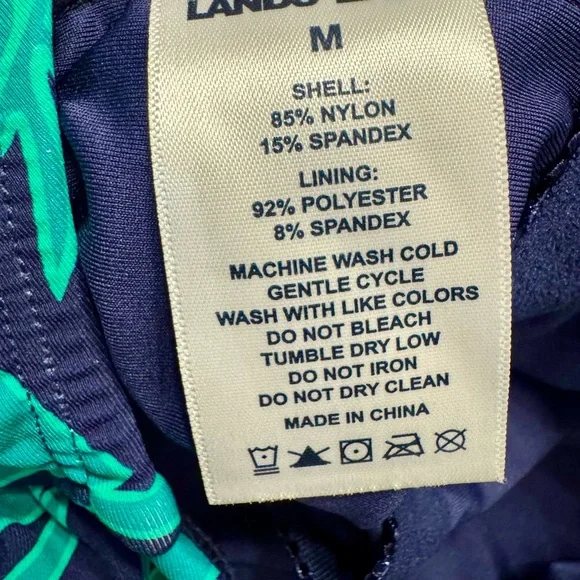 LANDS'
M
SHELL:
85% NYLON
15% SPANDEX
LINING:
92% POLYESTER
8% SPANDEX
MACHINE WASH COLD
GENTLE CYCLE
WASH WITH LIKE COLORS
DO NOT BLEACH
TUMBLE DRY LOW
DO NOT IRON
DO NOT DRY CLEAN
MADE IN CHINA